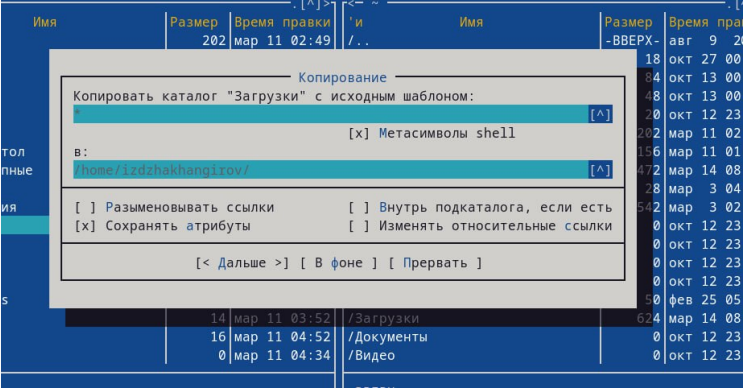 .[^]> <— ~ .[
Имя Размер Время правки 'и Имя Размер Время прав
202 мар 11 02:49 /.. -ВВЕРХ- авг 9 20
18 окт 27 00
Копирование 84 окт 13 00
Копировать каталог "Загрузки" с исходным шаблоном: 48 окт 13 00
* [^] 20 окт 12 23
[x] Метасимволы shell 202 мар 11 02
тол в: 156 мар 11 01
пные /home/izdzhakhangirov/ [^] 472 мар 14 08
28 мар 3 04
ия [ ] Разыменовывать ссылки [ ] Внутрь подкаталога, если есть 542 мар 3 02
[x] Сохранять атрибуты [ ] Изменять относительные ссылки 0 окт 12 23
0 окт 12 23
[< Дальше >] [ В фоне ] [ Прервать ] 0 окт 12 23
0 окт 12 23
s 50 фев 25 05
14 мар 11 03:52 /Загрузки 624 мар 14 08
16 мар 11 04:52 /Документы 0 окт 12 23
0 мар 11 04:34 /Видео 0 окт 12 23